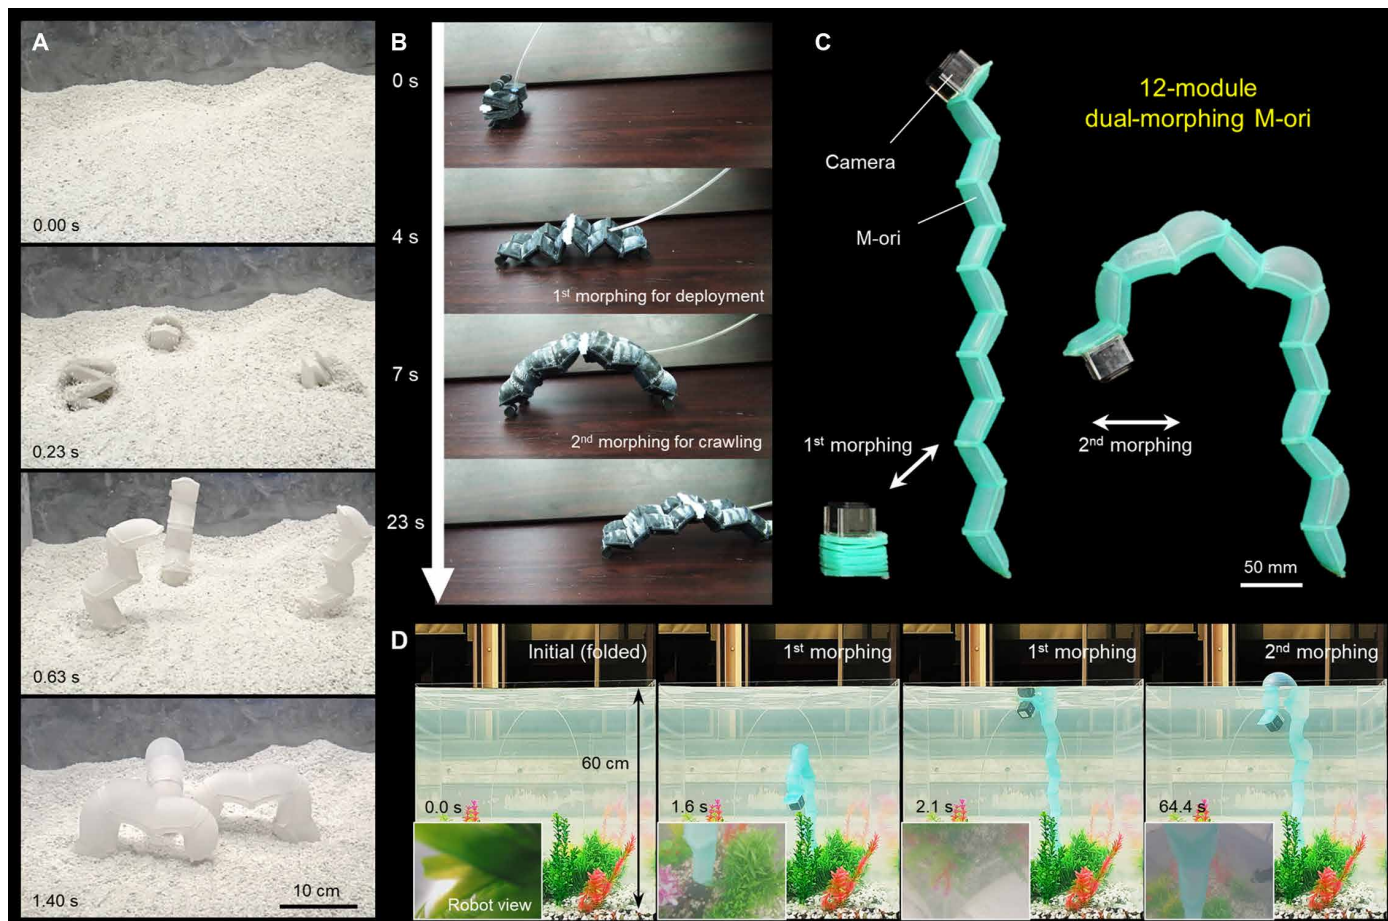 A
0.00 s
0.23 s
0.63 s
1.40 s
10 cm
B
0 s
4 s
1st morphing for deployment
7 s
2nd morphing for crawling
23 s
C
12-module
dual-morphing M-ori
Camera
M-ori
1st morphing
2nd morphing
50 mm
D
Initial (folded)
60 cm
0.0 s
Robot view
1st morphing
1.6 s
1st morphing
2.1 s
2nd morphing
64.4 s